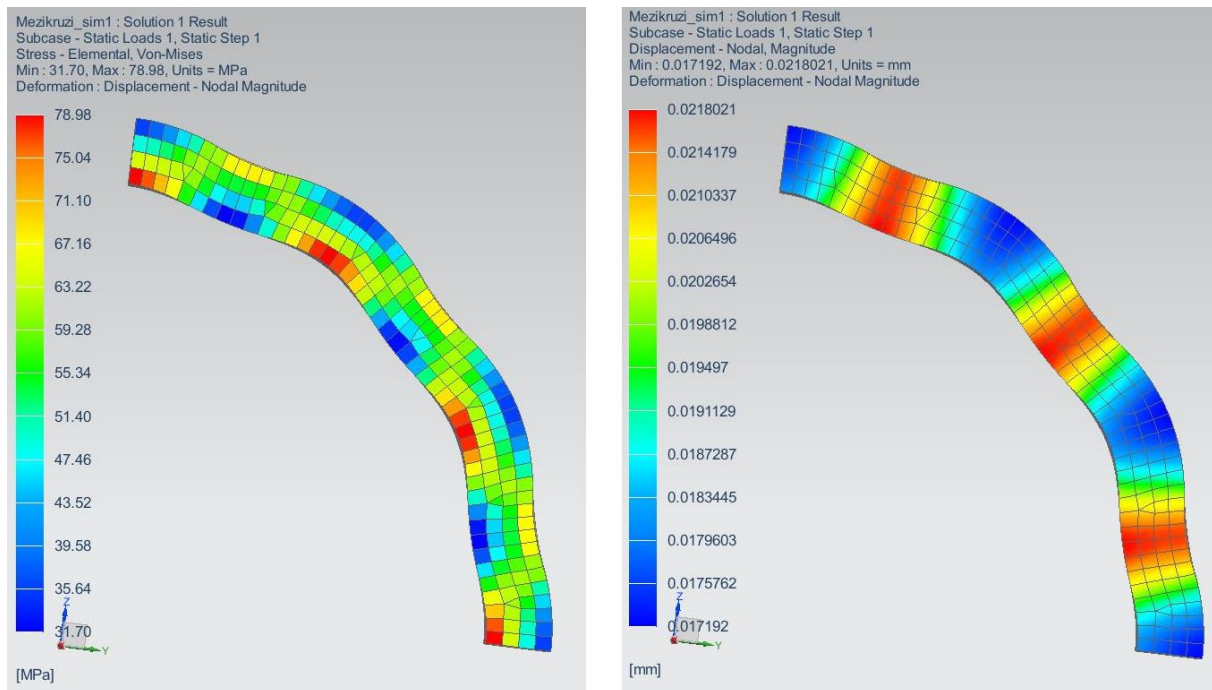 Mezikruzi_sim1 : Solution 1 Result
Subcase - Static Loads 1, Static Step 1
Stress - Elemental, Von-Mises
Min : 31.70, Max : 78.98, Units = MPa
Deformation : Displacement - Nodal Magnitude
78.98
75.04
71.10
67.16
63.22
59.28
55.34
51.40
47.46
43.52
39.58
35.64
31.70
Z
Y
[MPa]
Mezikruzi_sim1 : Solution 1 Result
Subcase - Static Loads 1, Static Step 1
Displacement - Nodal, Magnitude
Min : 0.017192, Max : 0.0218021, Units = mm
Deformation : Displacement - Nodal Magnitude
0.0218021
0.0214179
0.0210337
0.0206496
0.0202654
0.0198812
0.019497
0.0191129
0.0187287
0.0183445
0.0179603
0.0175762
0.017192
Z
Y
[mm]